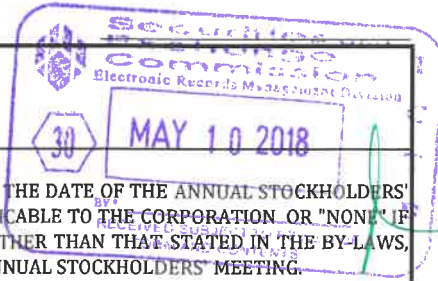 Securities
Exchange
Commission
Electronic Records Management Division
30
MAY 10 2018
THE DATE OF THE ANNUAL STOCKHOLDERS'
CABLE TO THE CORPORATION OR "NONE" IF
BY:
THER THAN THAT STATED IN THE BY-LAWS,
RECEIVED SUBJECT TO
NNUAL STOCKHOLDERS' MEETING.
AND CONTENTS